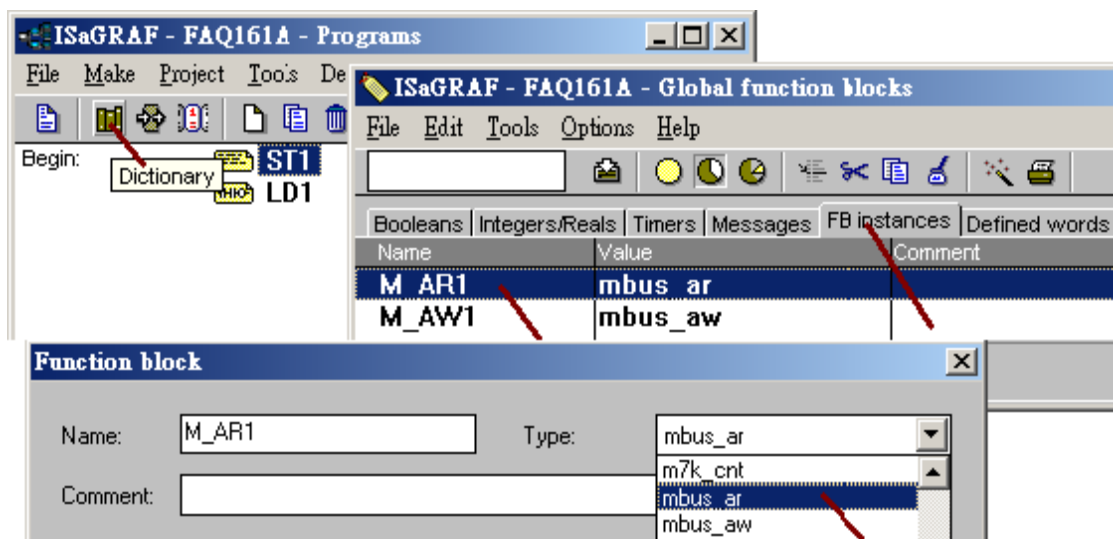 ISaGRAF - FAQ161A - Programs
File Make Project Tools De
Begin:
Dictionary
ST1
LD1
ISaGRAF - FAQ161A - Global function blocks
File Edit Tools Options Help
Booleans Integers/Reals Timers Messages FB instances Defined words
Name Value Comment
M_AR1 mbus_ar
M_AW1 mbus_aw
Function block
Name: M_AR1 Type: mbus_ar
m7k_cnt
Comment: mbus_ar
mbus_aw